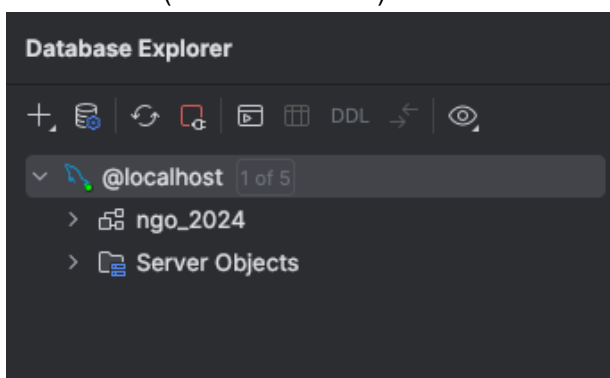 Database Explorer
DDL
@localhost 1 of 5
ngo_2024
Server Objects